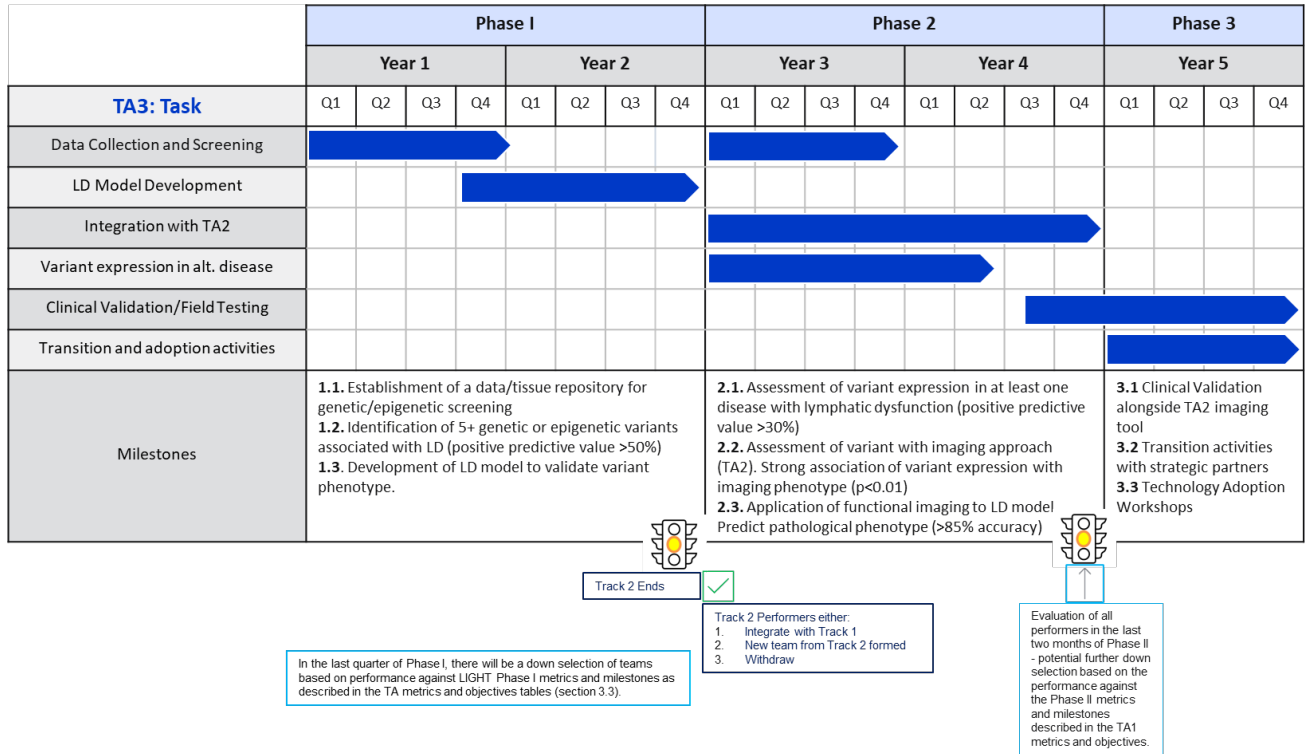 Phase I
Phase 2
Phase 3
Year 1
Year 2
Year 3
Year 4
Year 5
TA3: Task
Q1 Q2 Q3 Q4 Q1 Q2 Q3 Q4 Q1 Q2 Q3 Q4 Q1 Q2 Q3 Q4 Q1 Q2 Q3 Q4
Data Collection and Screening
LD Model Development
Integration with TA2
Variant expression in alt. disease
Clinical Validation/Field Testing
Transition and adoption activities
Milestones
1.1. Establishment of a data/tissue repository for
genetic/epigenetic screening
1.2. Identification of 5+ genetic or epigenetic variants
associated with LD (positive predictive value >50%)
1.3. Development of LD model to validate variant
phenotype.
2.1. Assessment of variant expression in at least one
disease with lymphatic dysfunction (positive predictive
value >30%)
2.2. Assessment of variant with imaging approach
(TA2). Strong association of variant expression with
imaging phenotype (p<0.01)
2.3. Application of functional imaging to LD model
Predict pathological phenotype (>85% accuracy)
3.1 Clinical Validation
alongside TA2 imaging
tool
3.2 Transition activities
with strategic partners
3.3 Technology Adoption
Workshops
Track 2 Ends
Track 2 Performers either:
1. Integrate with Track 1
2. New team from Track 2 formed
3. Withdraw
In the last quarter of Phase I, there will be a down selection of teams
based on performance against LIGHT Phase I metrics and milestones as
described in the TA metrics and objectives tables (section 3.3).
Evaluation of all
performers in the last
two months of Phase II
- potential further down
selection based on the
performance against
the Phase II metrics
and milestones
described in the TA1
metrics and objectives.